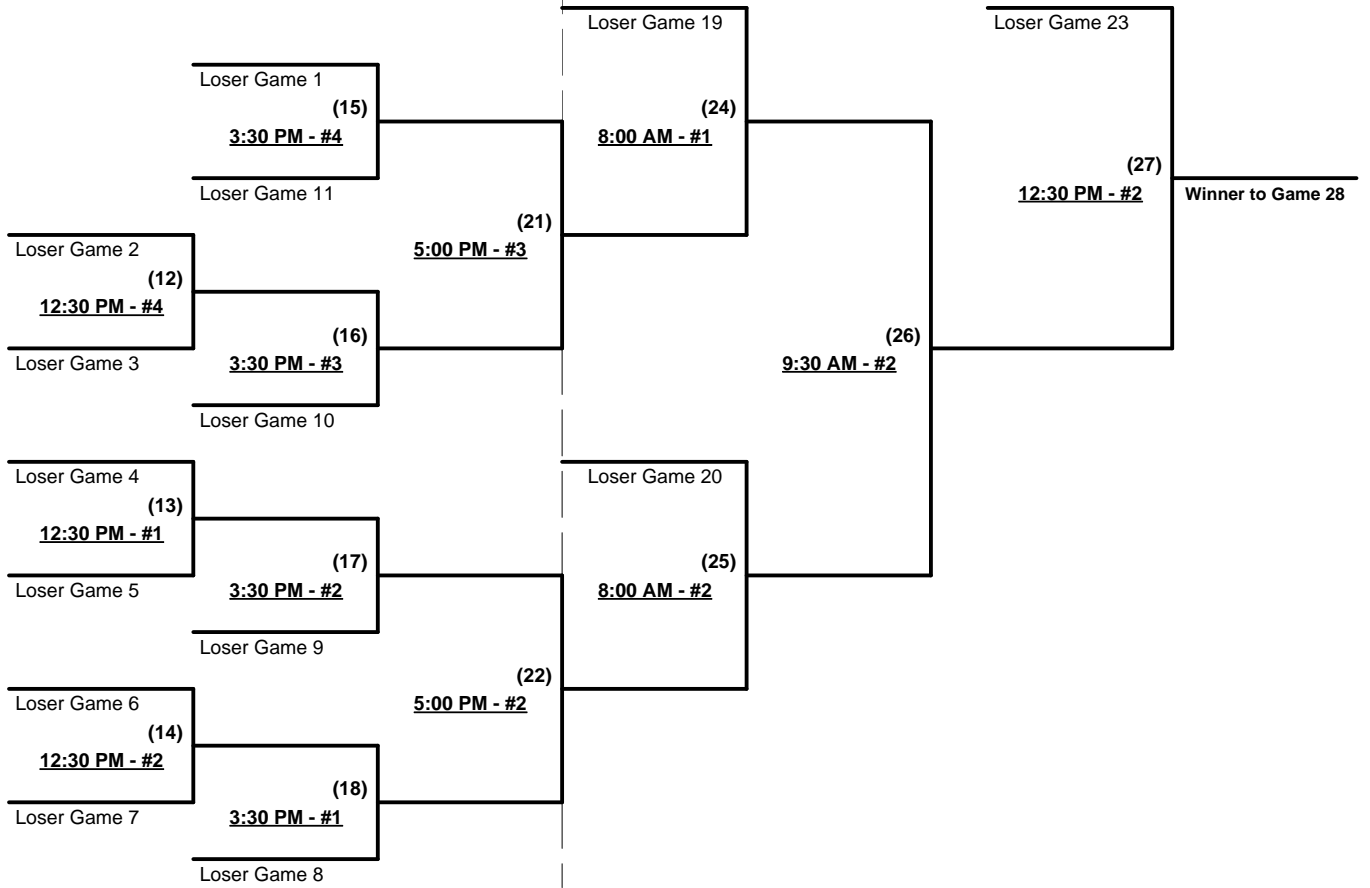 Loser Game 19
Loser Game 23
Loser Game 1
(15)
3:30 PM - #4
(24)
8:00 AM - #1
Loser Game 11
(27)
12:30 PM - #2
Winner to Game 28
Loser Game 2
(21)
5:00 PM - #3
(12)
12:30 PM - #4
Loser Game 3
(16)
3:30 PM - #3
(26)
9:30 AM - #2
Loser Game 10
Loser Game 4
Loser Game 20
(13)
12:30 PM - #1
Loser Game 5
(17)
3:30 PM - #2
(25)
8:00 AM - #2
Loser Game 9
Loser Game 6
(22)
5:00 PM - #2
(14)
12:30 PM - #2
Loser Game 7
(18)
3:30 PM - #1
Loser Game 8